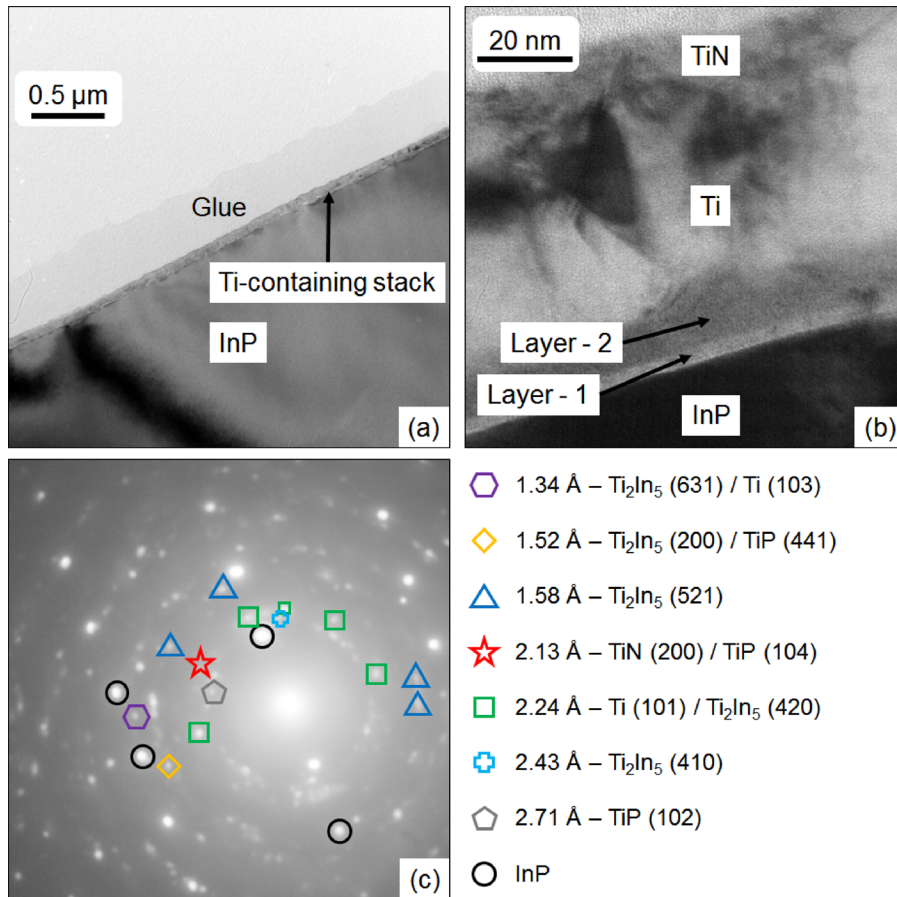 (a)
0.5 µm
Glue
Ti-containing stack
InP
(b)
20 nm
TiN
Ti
Layer - 2
Layer - 1
InP
(c)
1.34 Å – Ti₂In₅ (631) / Ti (103)
1.52 Å – Ti₂In₅ (200) / TiP (441)
1.58 Å – Ti₂In₅ (521)
2.13 Å – TiN (200) / TiP (104)
2.24 Å – Ti (101) / Ti₂In₅ (420)
2.43 Å – Ti₂In₅ (410)
2.71 Å – TiP (102)
InP